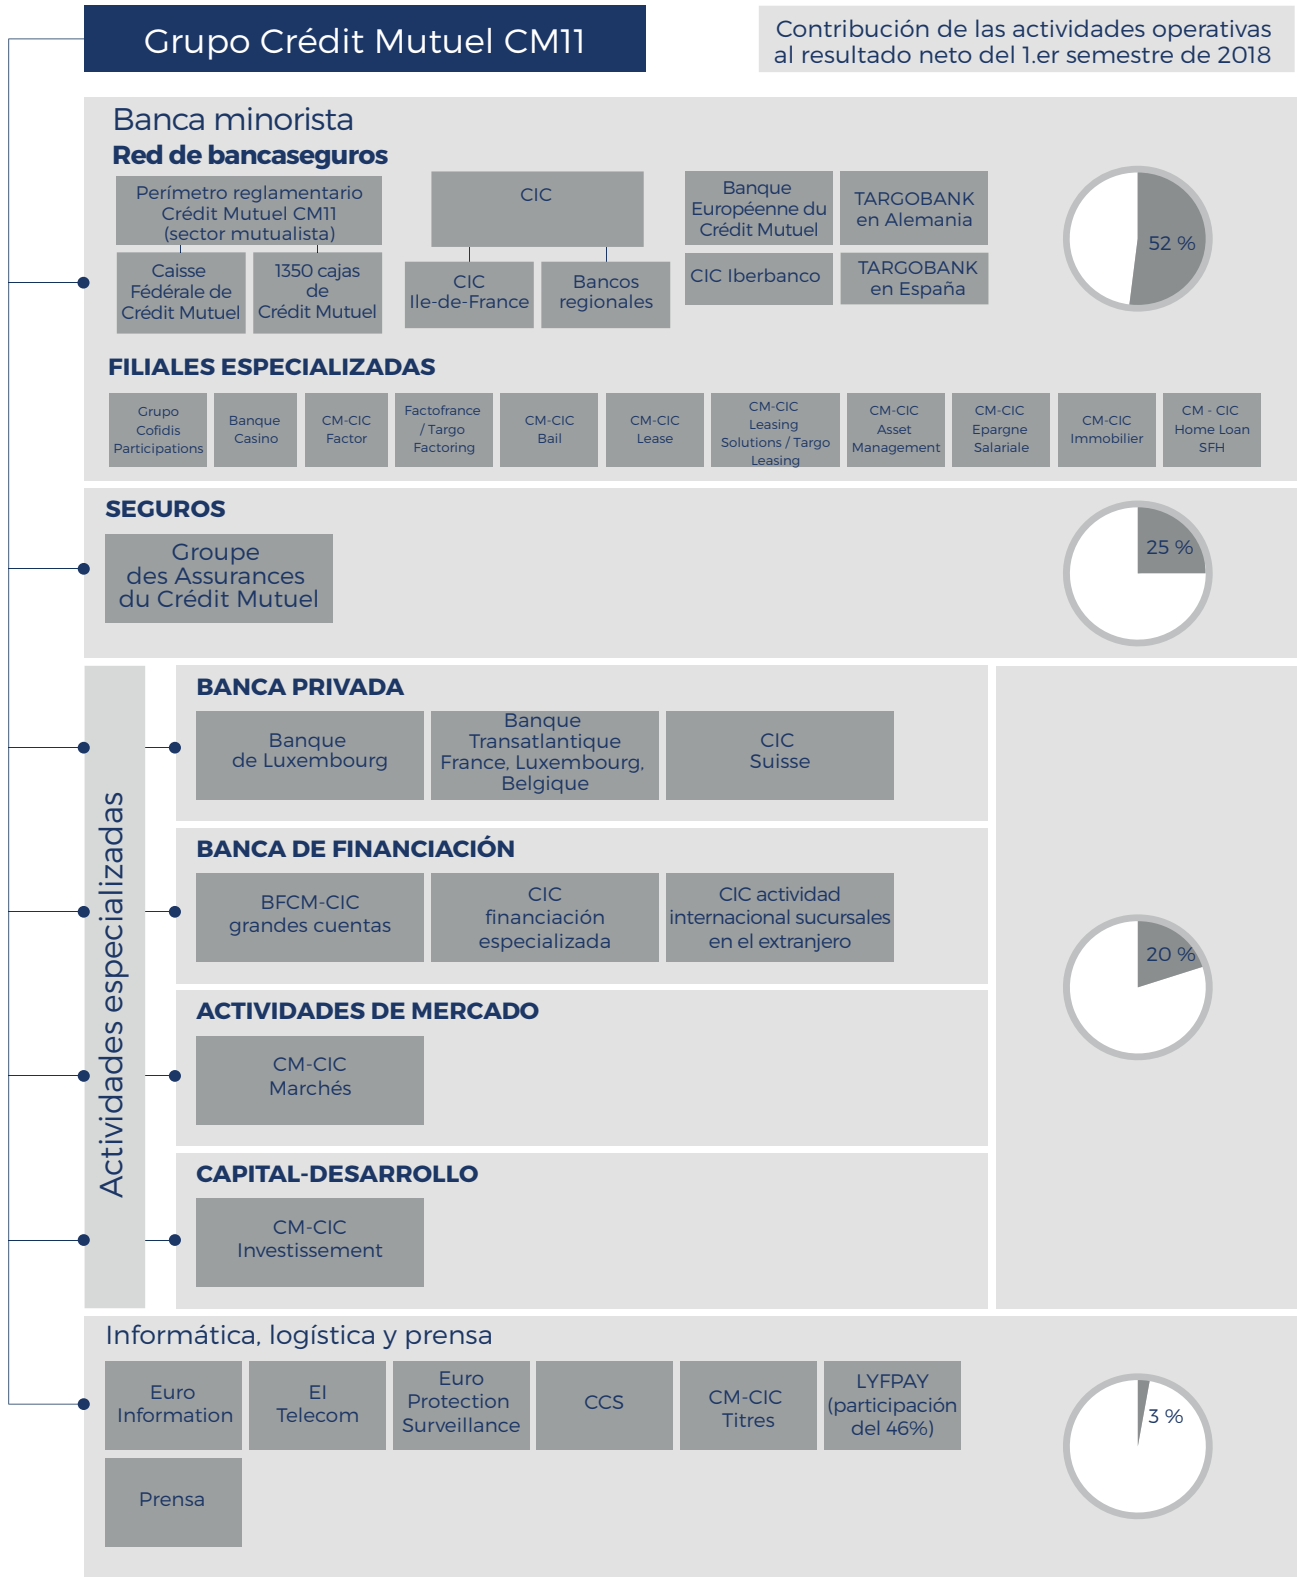 Grupo Crédit Mutuel CM11
Contribución de las actividades operativas
al resultado neto del 1.er semestre de 2018
Banca minorista
Red de bancaseguros
Perímetro reglamentario
Crédit Mutuel CM11
(sector mutualista)
Caisse
Fédérale de
Crédit Mutuel
1350 cajas
de
Crédit Mutuel
CIC
CIC
Ile-de-France
Bancos
regionales
Banque
Européenne du
Crédit Mutuel
TARGOBANK
en Alemania
CIC Iberbanco
TARGOBANK
en España
52 %
FILIALES ESPECIALIZADAS
Grupo
Cofidis
Participations
Banque
Casino
CM-CIC
Factor
Factofrance
/ Targo
Factoring
CM-CIC
Bail
CM-CIC
Lease
CM-CIC
Leasing
Solutions / Targo
Leasing
CM-CIC
Asset
Management
CM-CIC
Epargne
Salariale
CM-CIC
Immobilier
CM - CIC
Home Loan
SFH
SEGUROS
Groupe
des Assurances
du Crédit Mutuel
25 %
Actividades especializadas
BANCA PRIVADA
Banque
de Luxembourg
Banque
Transatlantique
France, Luxembourg,
Belgique
CIC
Suisse
BANCA DE FINANCIACIÓN
BFCM-CIC
grandes cuentas
CIC
financiación
especializada
CIC actividad
internacional sucursales
en el extranjero
20 %
ACTIVIDADES DE MERCADO
CM-CIC
Marchés
CAPITAL-DESARROLLO
CM-CIC
Investissement
Informática, logística y prensa
Euro
Information
EI
Telecom
Euro
Protection
Surveillance
CCS
CM-CIC
Titres
LYFPAY
(participación
del 46%)
Prensa
3 %